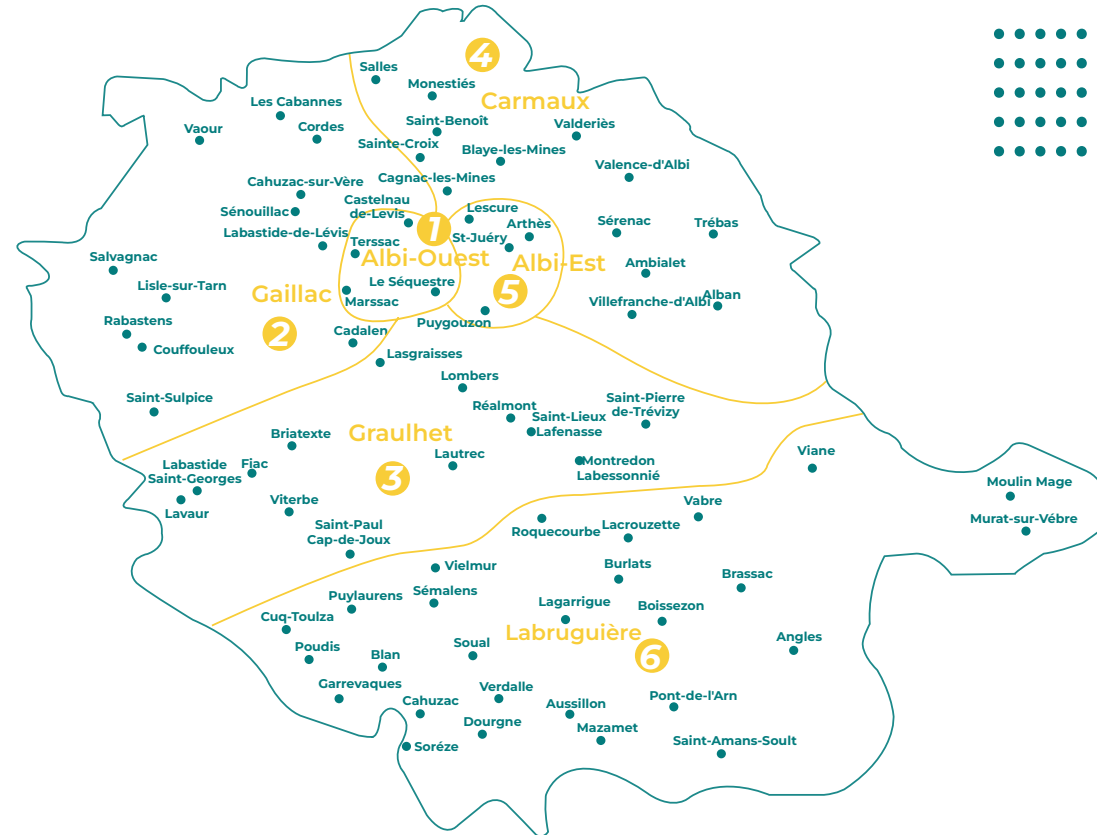 4
Salles
Monestiés
Carmaux
Les Cabannes
Saint-Benoît
Vaour
Cordes
Valderiès
Sainte-Croix
Blaye-les-Mines
Valence-d'Albi
Cahuzac-sur-Vère
Cagnac-les-Mines
Castelnau
de-Levis
Sénouillac
Lescure
1
Arthès
Sérenac
Trébas
Labastide-de-Lévis
Terssac
St-Juéry
Salvagnac
Albi-Ouest
Albi-Est
Ambialet
Lisle-sur-Tarn
Le Séquestre
Gaillac
5
Marssac
Villefranche-d'Albi
Alban
Rabastens
2
Cadalen
Puygouzon
Couffouleux
Lasgraisses
Lombers
Saint-Sulpice
Réalmont
Saint-Pierre
de-Trévizy
Saint-Lieux
Lafenasse
Briatexte
Graulhet
Lautrec
Viane
Labastide
Saint-Georges
Fiac
3
Montredon
Labessonnié
Moulin Mage
Lavaur
Viterbe
Vabre
Murat-sur-Vébre
Saint-Paul
Cap-de-Joux
Roquecourbe
Lacrouzette
Vielmur
Burlats
Brassac
Puylaurens
Sémalens
Lagarrigue
Boissezon
Cuq-Toulza
Labruguière
Angles
Poudis
Blan
Soual
6
Garrevaques
Verdalle
Pont-de-l'Arn
Cahuzac
Aussillon
Dourgne
Mazamet
Soréze
Saint-Amans-Soult